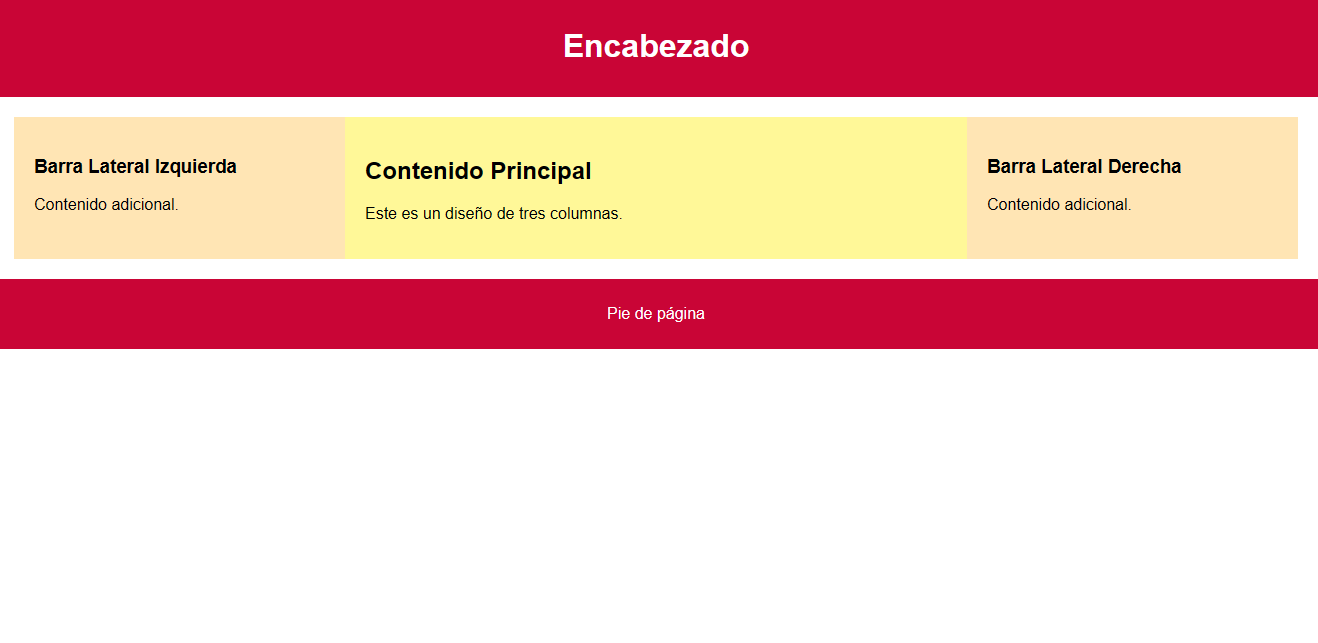 Encabezado
Barra Lateral Izquierda
Contenido adicional.
Contenido Principal
Este es un diseño de tres columnas.
Barra Lateral Derecha
Contenido adicional.
Pie de página